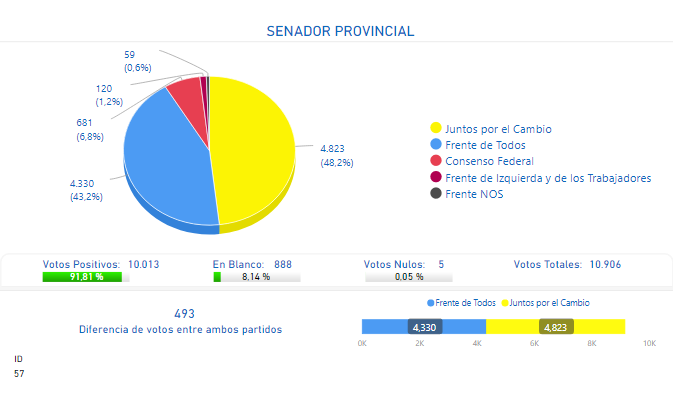 SENADOR PROVINCIAL
59
(0,6%)
120
(1,2%)
681
(6,8%)
4.330
(43,2%)
4.823
(48,2%)
Juntos por el Cambio
Frente de Todos
Consenso Federal
Frente de Izquierda y de los Trabajadores
Frente NOS
Votos Positivos: 10.013
91,81 %
En Blanco: 888
8,14 %
Votos Nulos: 5
0,05 %
Votos Totales: 10.906
493
Diferencia de votos entre ambos partidos
Frente de Todos Juntos por el Cambio
4,330 4,823
0K 2K 4K 6K 8K 10K
ID
57